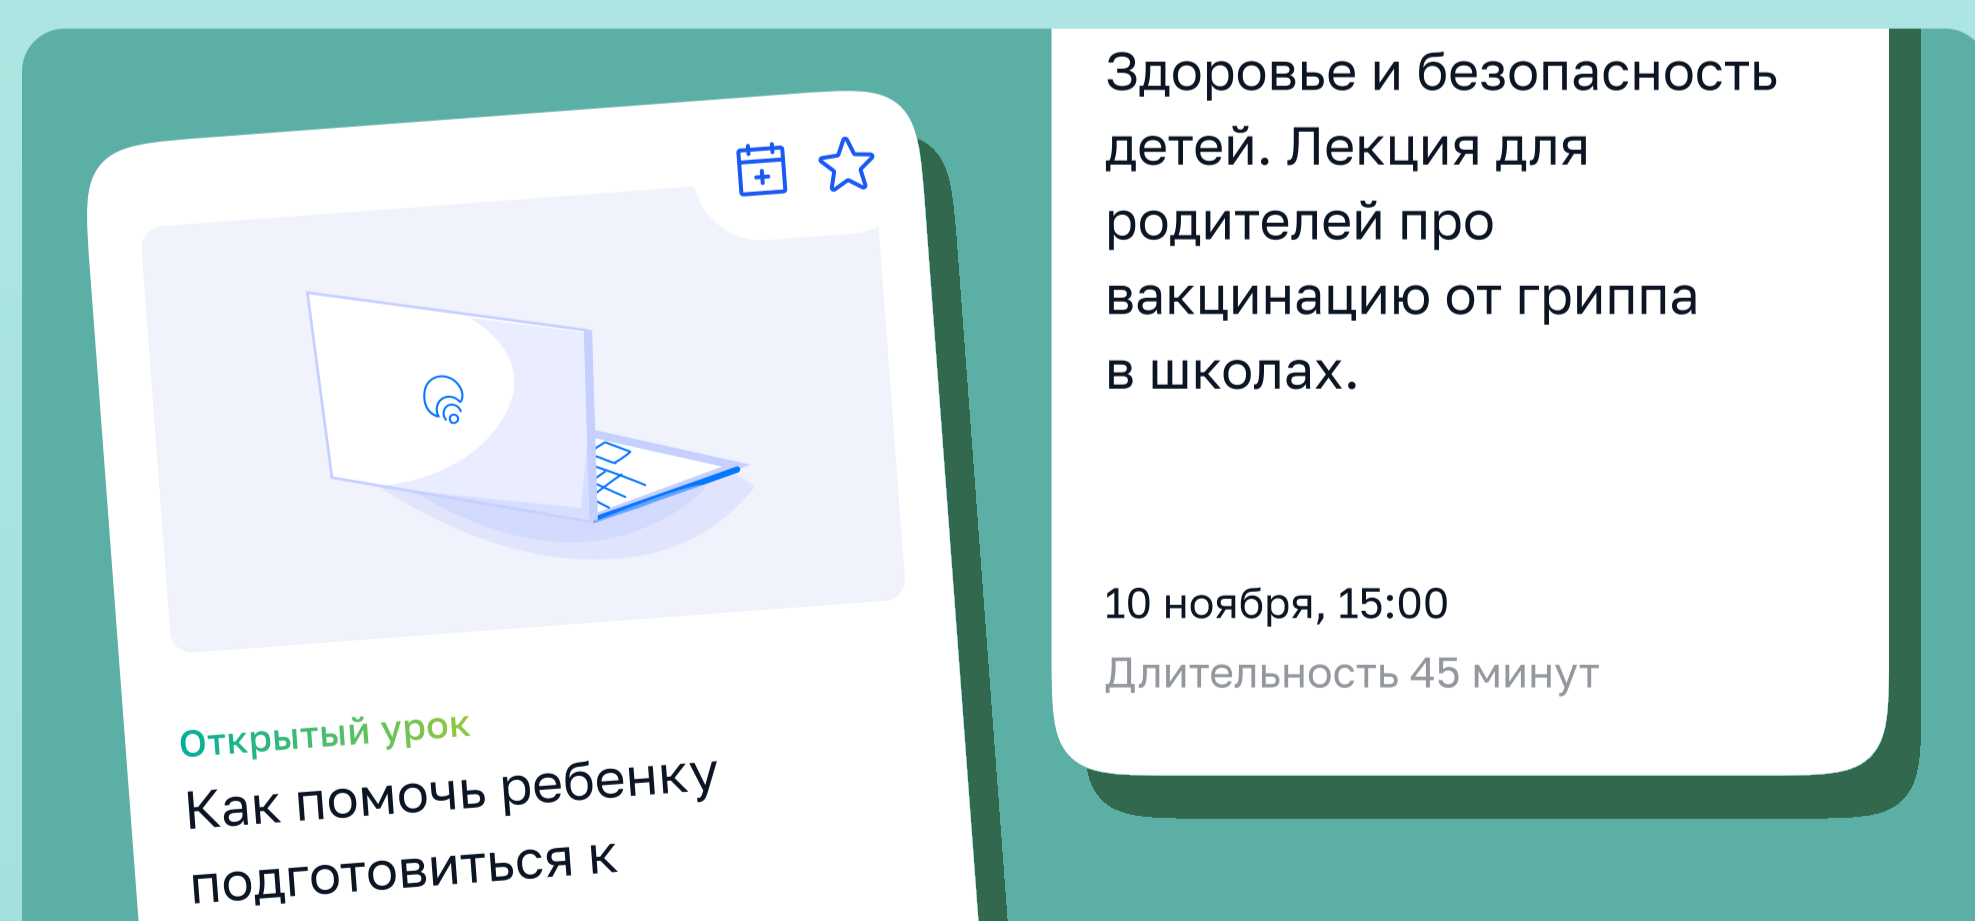 Здоровье и безопасность
детей. Лекция для
родителей про
вакцинацию от гриппа
в школах.
10 ноября, 15:00
Длительность 45 минут
Открытый урок
Как помочь ребенку
подготовиться к